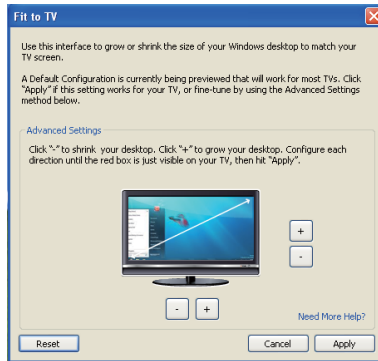 Fit to TV
Use this interface to grow or shrink the size of your Windows desktop to match your
TV screen.
A Default Configuration is currently being previewed that will work for most TVs. Click
"Apply" if this setting works for your TV, or fine-tune by using the Advanced Settings
method below.
Advanced Settings
Click "-" to shrink your desktop. Click "+" to grow your desktop. Configure each
direction until the red box is just visible on your TV, then hit "Apply".
+
-
- +
Need More Help?
Reset Cancel Apply